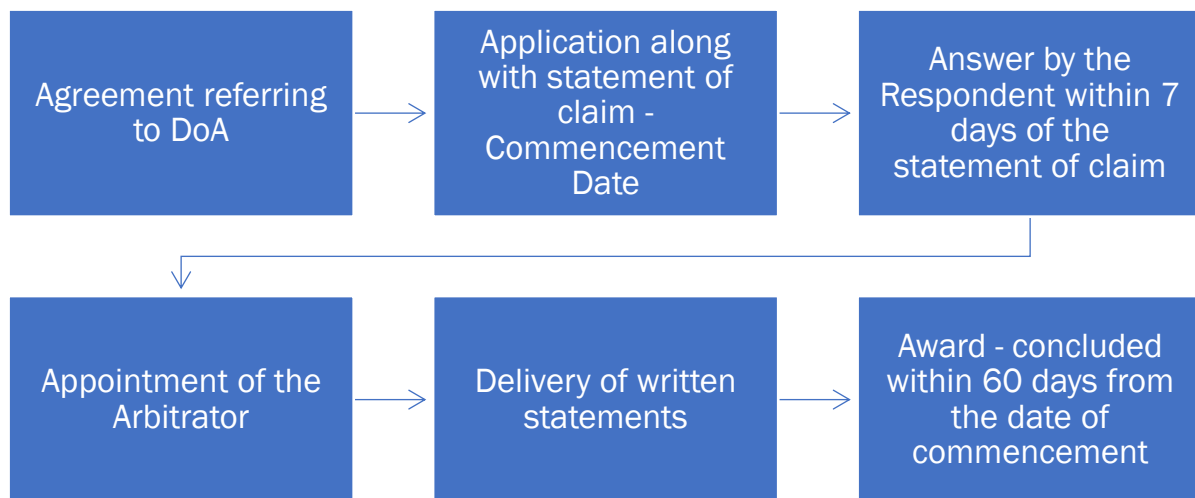 Agreement referring
to DoA
Application along
with statement of
claim -
Commencement
Date
Answer by the
Respondent within 7
days of the
statement of claim
Appointment of the
Arbitrator
Delivery of written
statements
Award - concluded
within 60 days from
the date of
commencement